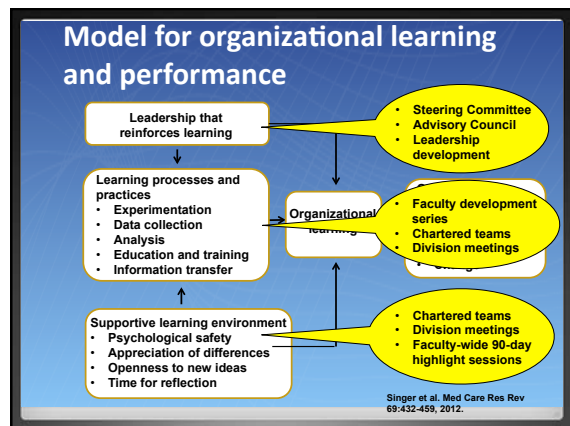 Model for organizational learning
and performance
Leadership that
reinforces learning
• Steering Committee
• Advisory Council
• Leadership
development
Learning processes and
practices
• Experimentation
• Data collection
• Analysis
• Education and training
• Information transfer
Organizational
• Faculty development
series
• Chartered teams
• Division meetings
Supportive learning environment
• Psychological safety
• Appreciation of differences
• Openness to new ideas
• Time for reflection
• Chartered teams
• Division meetings
• Faculty-wide 90-day
highlight sessions
Singer et al. Med Care Res Rev
69:432-459, 2012.